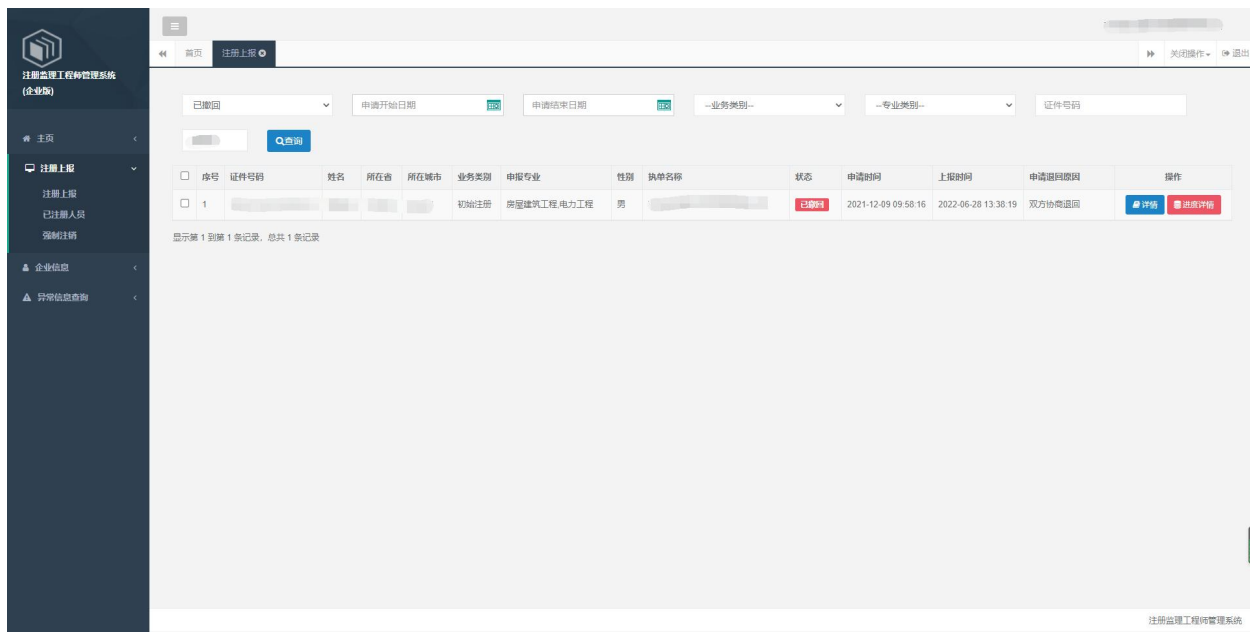 注册监理工程师管理系统
(企业版)
主页
注册上报
注册上报
已注册人员
强制注销
企业信息
异常信息查询
首页 注册上报 关闭操作 退出
已撤回 申请开始日期 申请结束日期 --业务类别-- --专业类别-- 证件号码
查询
序号 证件号码 姓名 所在省 所在城市 业务类别 申报专业 性别 执单名称 状态 申请时间 上报时间 申请退回原因 操作
1 初始注册 房屋建筑工程,电力工程 男 已撤回 2021-12-09 09:58:16 2022-06-28 13:38:19 双方协商退回 详情 进度详情
显示第 1 到第 1 条记录，总共 1 条记录
注册监理工程师管理系统